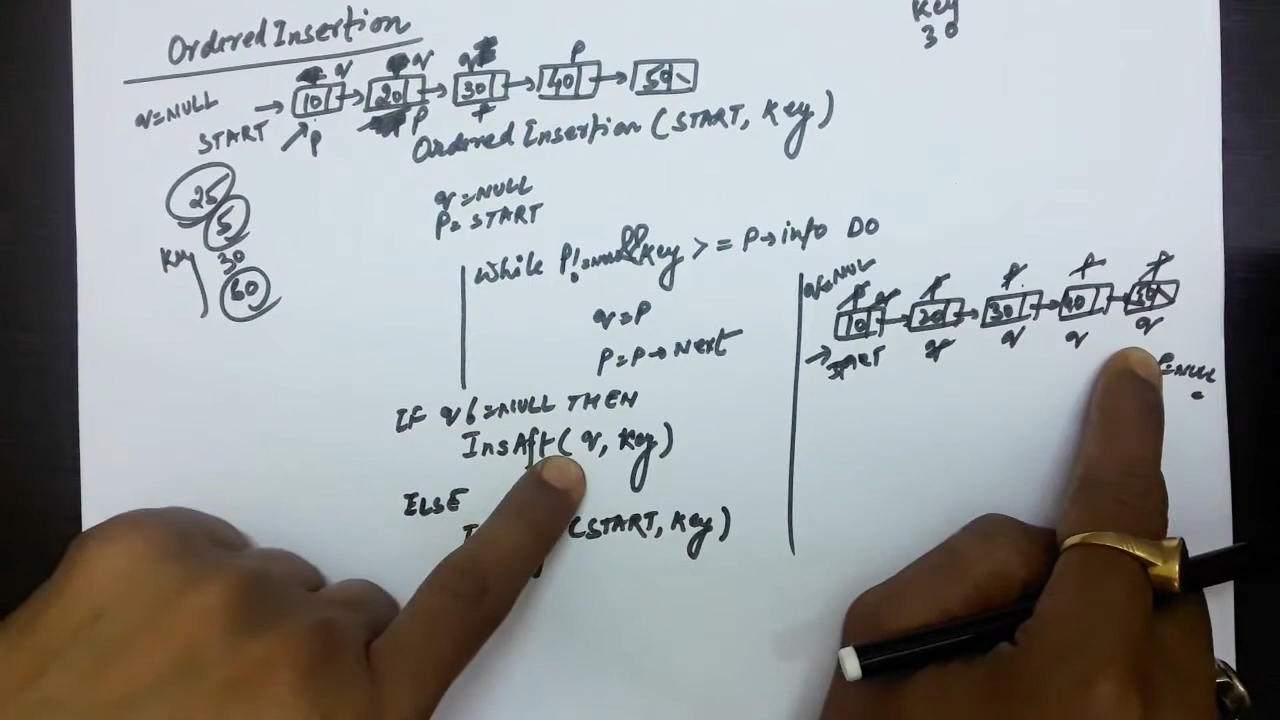 Ordered Insertion
Key
30
q q q P
10 20 30 40 50
q=NULL
START
P P
Ordered Insertion (START, Key)
25
5
Key 30
60
q=NULL
P=START
While P!=NULL && Key >= P→info DO
q=P
P=P→Next
IF q!=NULL THEN
InsAft(q, Key)
ELSE
(START, Key)
q=NULL
P q P P P P
10 20 30 40 50
START q q q q
P=NULL